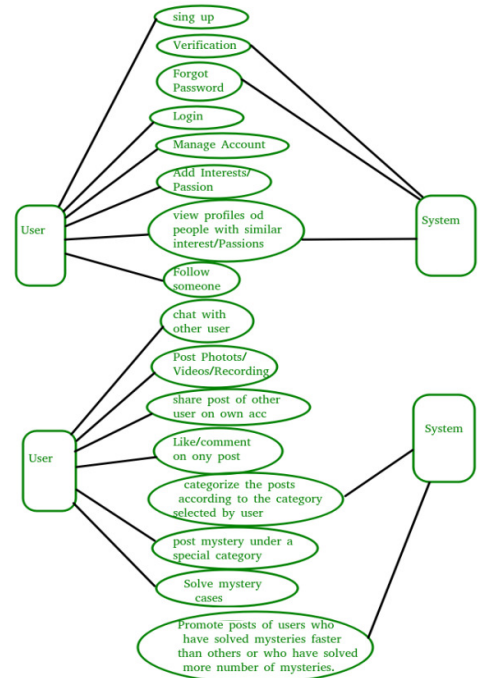 sing up
Verification
Forgot
Password
Login
Manage Account
Add Interests/
Passion
User
view profiles od
people with similar
interest/Passions
System
Follow
someone
chat with
other user
Post Photots/
Videos/Recording
share post of other
user on own acc
Like/comment
on ony post
User
System
categorize the posts
according to the category
selected by user
post mystery under a
special category
Solve mystery
cases
Promote posts of users who
have solved mysteries faster
than others or who have solved
more number of mysteries.